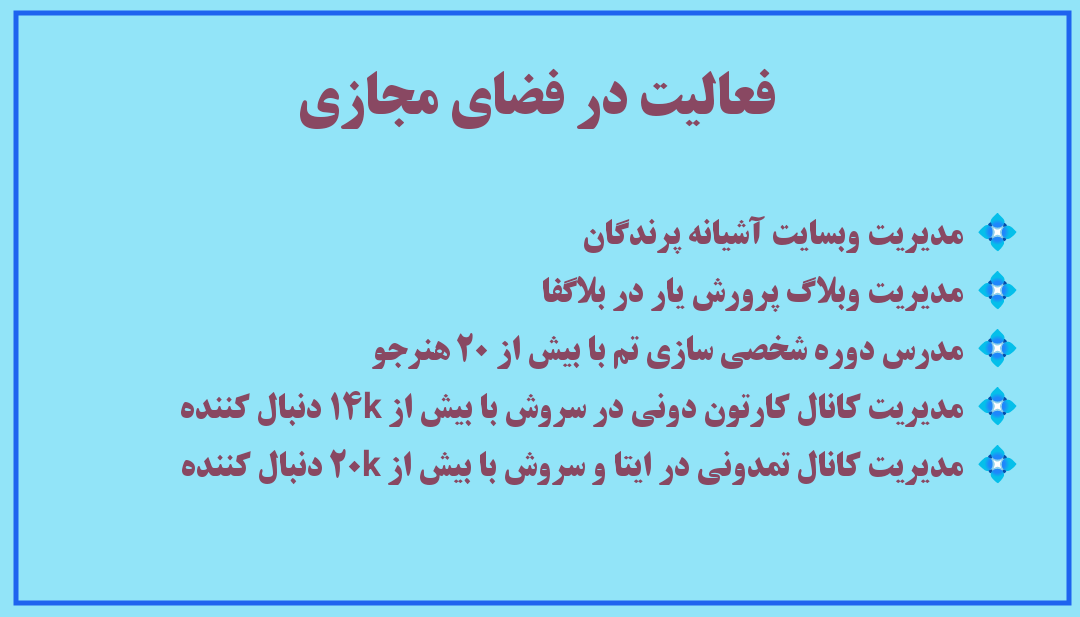 فعالیت در فضای مجازی
💠 مدیریت وبسایت آشیانه پرندگان
💠 مدیریت وبلاگ پرورش یار در بلاگفا
💠 مدرس دوره شخصی سازی تم با بیش از ۲۰ هنرجو
💠 مدیریت کانال کارتون دونی در سروش با بیش از ۱۴k دنبال کننده
💠 مدیریت کانال تمدونی در ایتا و سروش با بیش از ۲۰k دنبال کننده